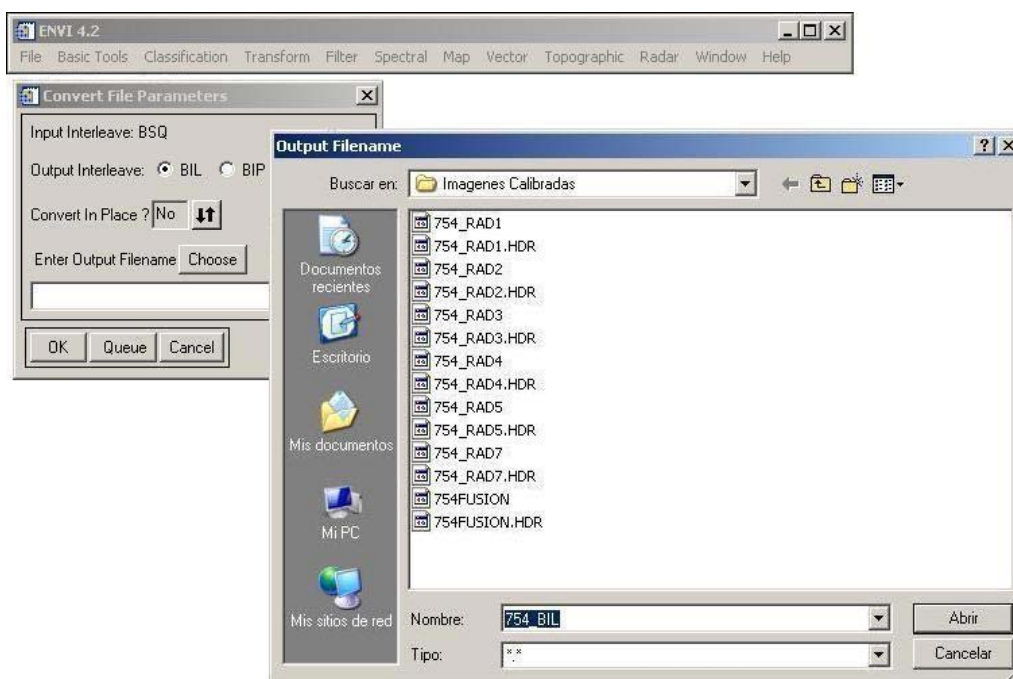 ENVI 4.2
File Basic Tools Classification Transform Filter Spectral Map Vector Topographic Radar Window Help
Convert File Parameters
Input Interleave: BSQ
Output Interleave: BIL BIP
Convert In Place ? No
Enter Output Filename Choose
OK Queue Cancel
Output Filename
Buscar en: Imagenes Calibradas
Documentos recientes
Escritorio
Mis documentos
Mi PC
Mis sitios de red
754_RAD1
754_RAD1.HDR
754_RAD2
754_RAD2.HDR
754_RAD3
754_RAD3.HDR
754_RAD4
754_RAD4.HDR
754_RAD5
754_RAD5.HDR
754_RAD7
754_RAD7.HDR
754FUSION
754FUSION.HDR
Nombre: 754_BIL Abrir
Tipo: *.* Cancelar